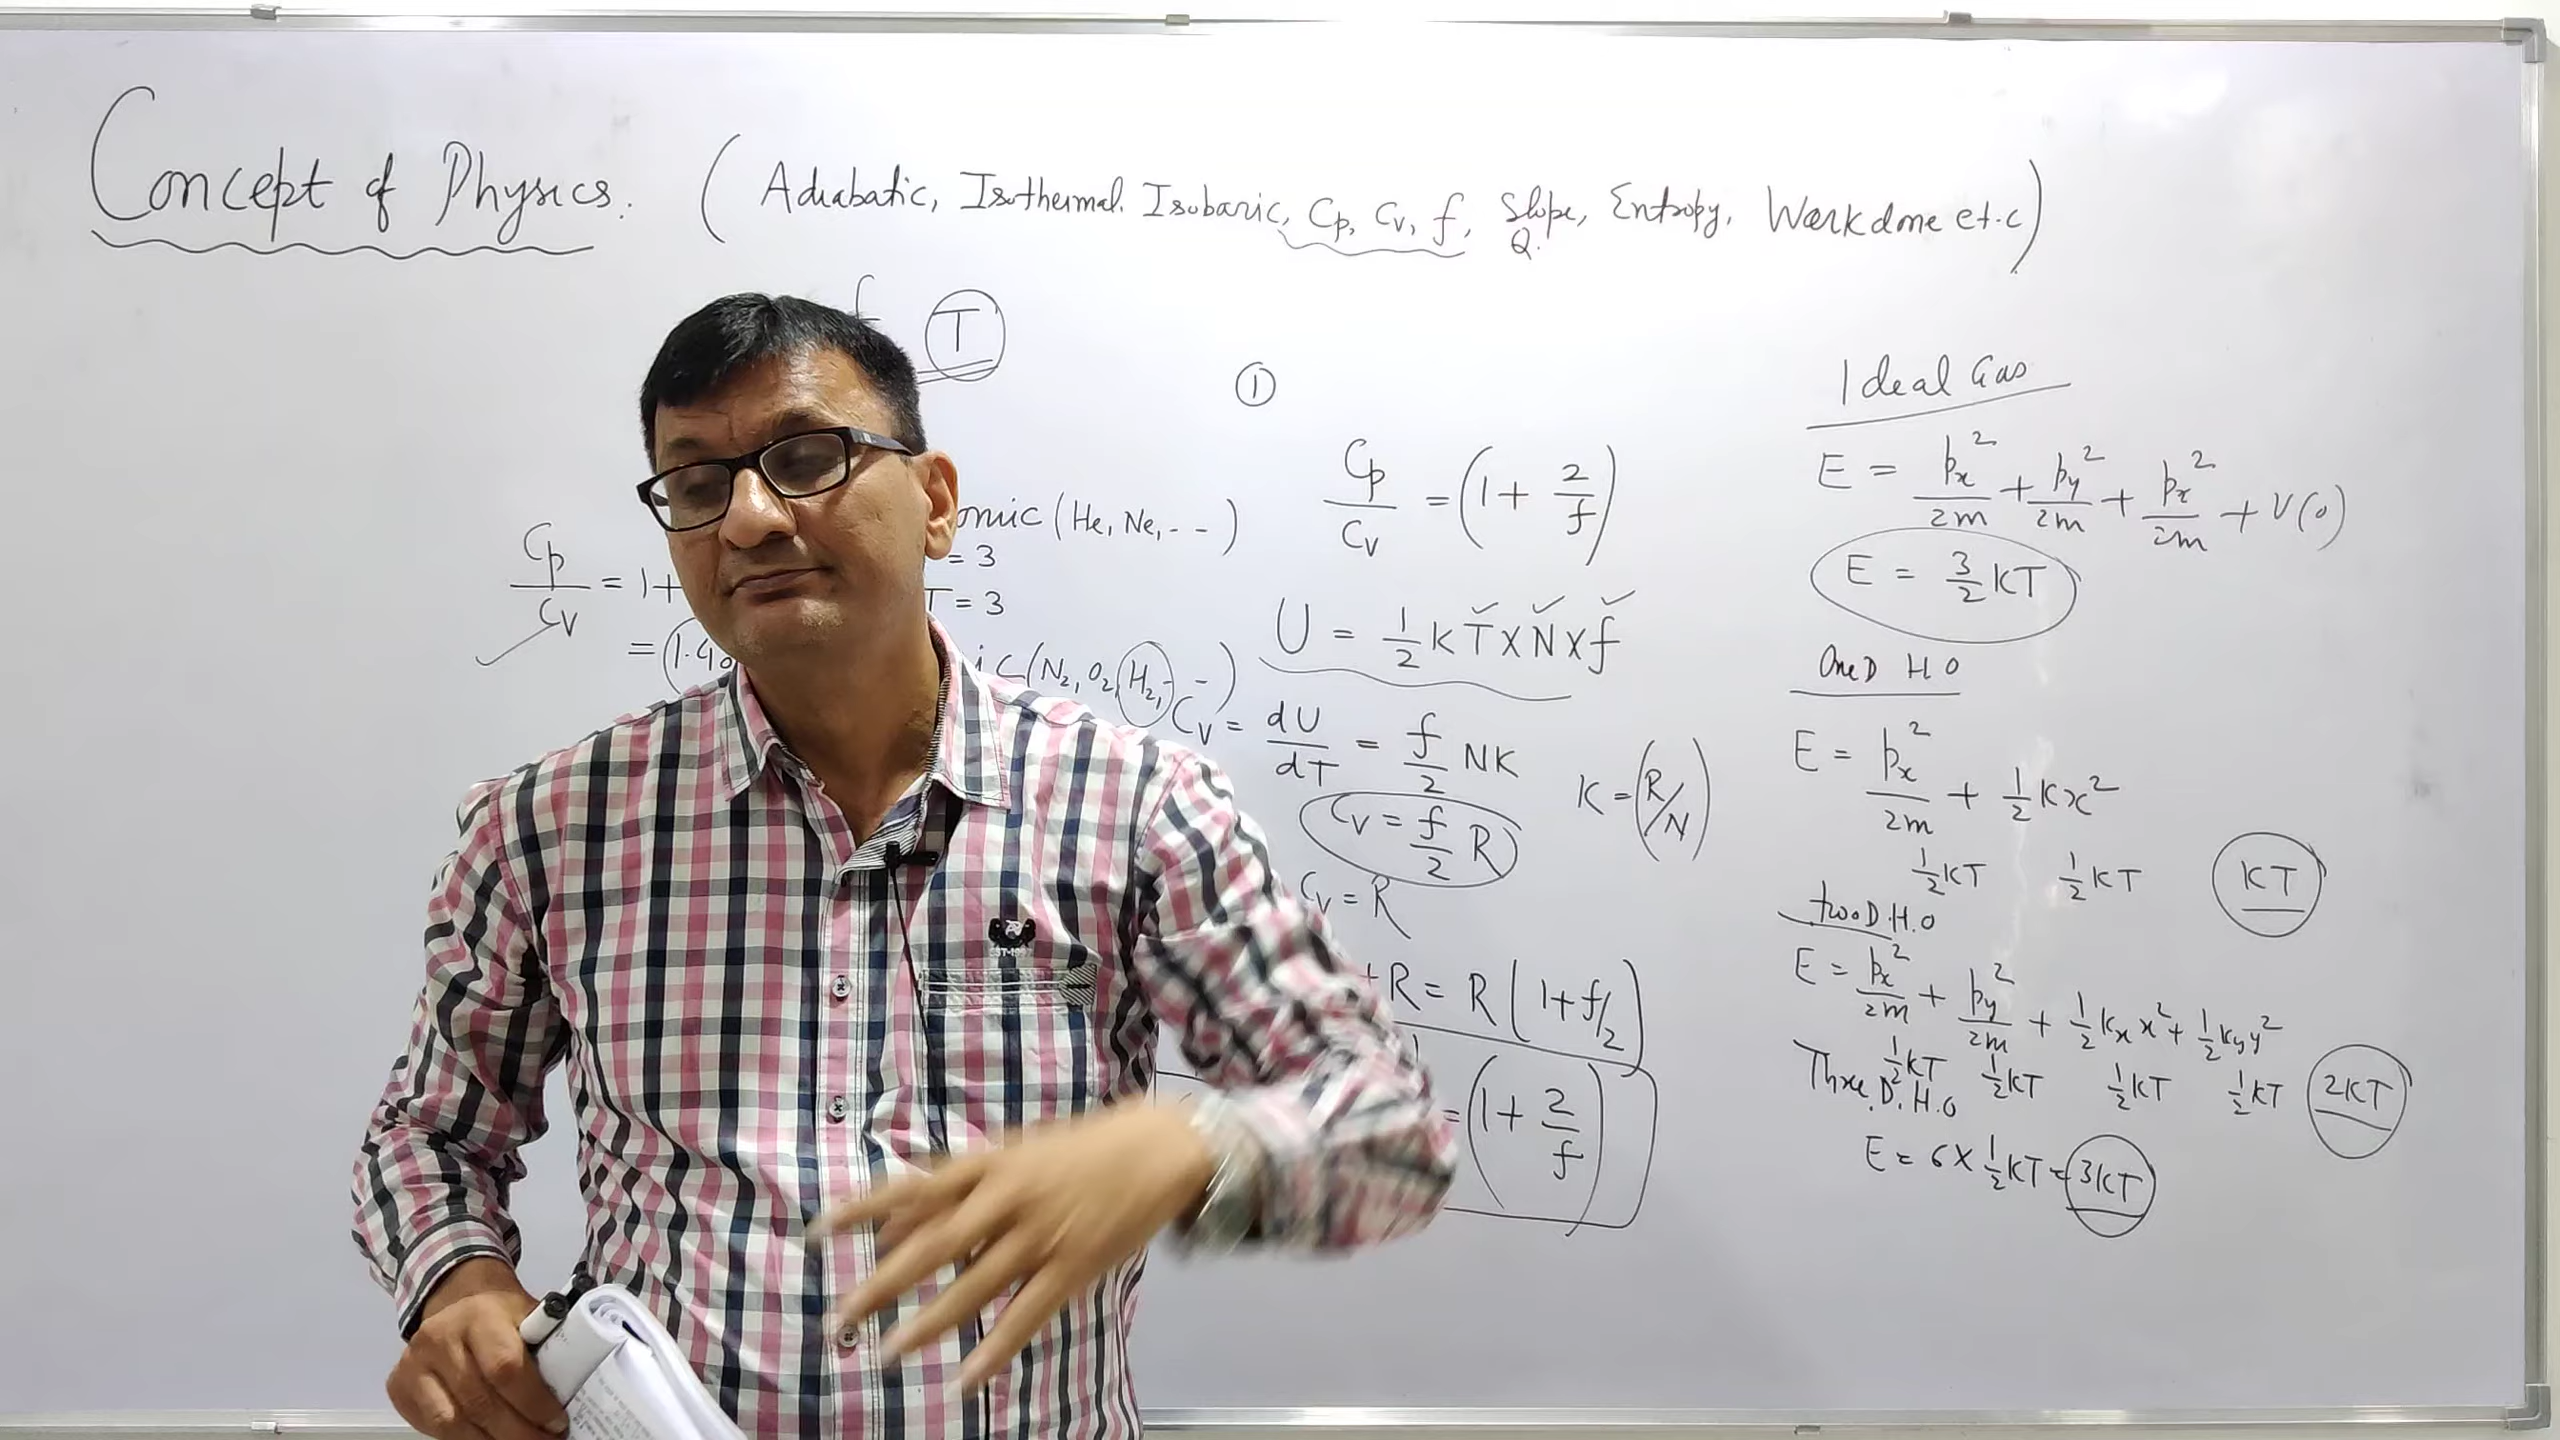 Concept of Physics. (Adiabatic, Isothermal. Isobaric, Cp, Cv, f, Slope, Entropy, Workdone et.c)
Q.
f
T
Cp/Cv = 1+
= 1.40
omic (He, Ne, - -)
= 3
T = 3
ic (N2, O2, H2, - -)
①
Cp/Cv = (1 + 2/f)
U = 1/2 KT × N × f
Cv = dU/dT = f/2 NK
K = (R/N)
Cv = f/2 R
Cv = R
+ R = R (1 + f/2)
= (1 + 2/f)
Ideal Gas
E = px²/2m + py²/2m + pz²/2m + V(0)
E = 3/2 KT
One D H O
E = px²/2m + 1/2 Kx²
1/2 KT 1/2 KT KT
two D.H.O
E = px²/2m + py²/2m + 1/2 Kx x² + 1/2 Ky y²
1/2 KT 1/2 KT 1/2 KT 1/2 KT 2KT
Three.D.H.O
E = 6 × 1/2 KT = 3KT